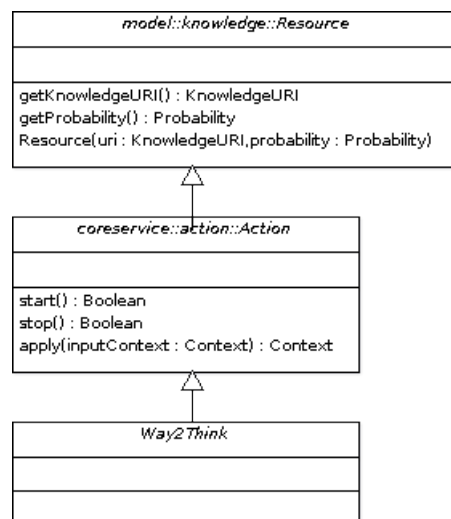 model::knowledge::Resource
getKnowledgeURI() : KnowledgeURI
getProbability() : Probability
Resource(uri : KnowledgeURI,probability : Probability)
coreservice::action::Action
start() : Boolean
stop() : Boolean
apply(inputContext : Context) : Context
Way2Think